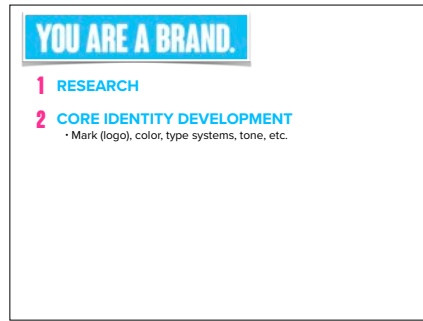 YOU ARE A BRAND.
1 RESEARCH
2 CORE IDENTITY DEVELOPMENT
• Mark (logo), color, type systems, tone, etc.